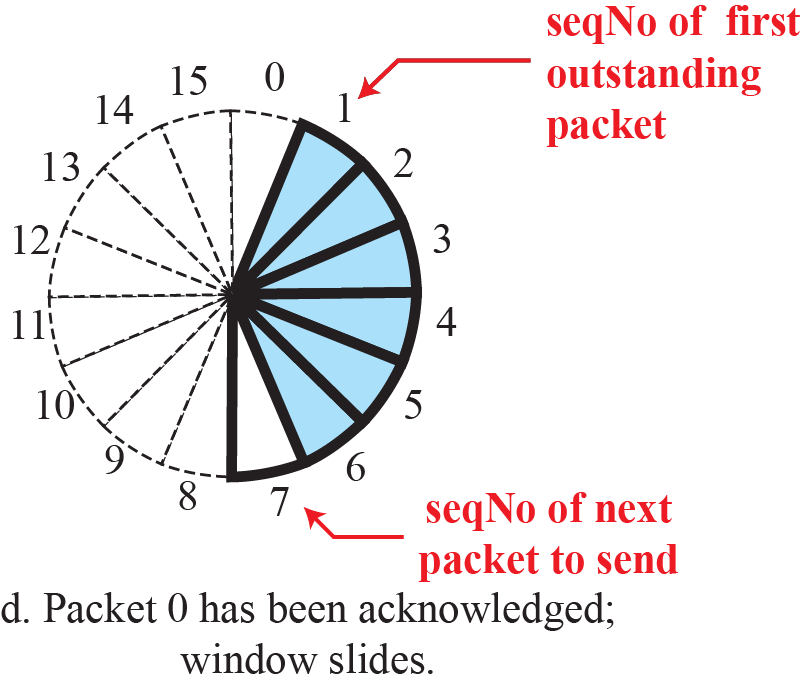 seqNo of first
outstanding
packet
0
1
2
3
4
5
6
7
8
9
10
11
12
13
14
15
seqNo of next
packet to send
d. Packet 0 has been acknowledged;
window slides.